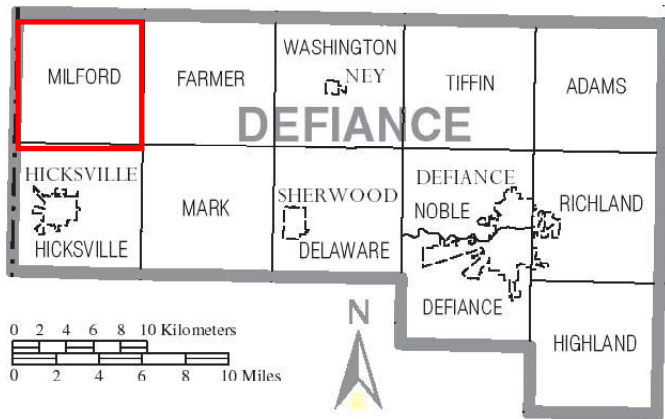 MILFORD
FARMER
WASHINGTON
NEY
TIFFIN
ADAMS
DEFIANCE
HICKSVILLE
HICKSVILLE
MARK
SHERWOOD
DELAWARE
DEFIANCE
NOBLE
DEFIANCE
RICHLAND
HIGHLAND
0 2 4 6 8 10 Kilometers
0 2 4 6 8 10 Miles
N